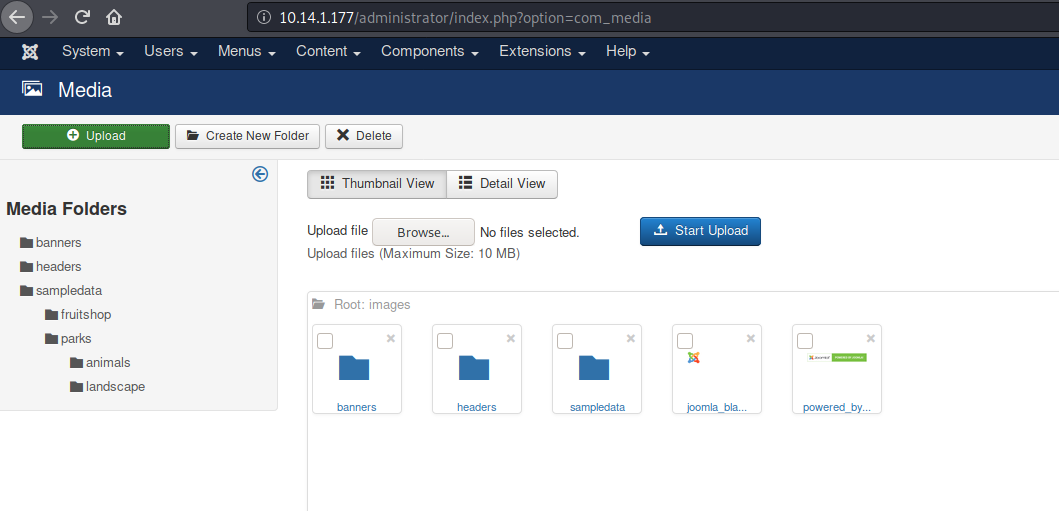 10.14.1.177/administrator/index.php?option=com_media
System Users Menus Content Components Extensions Help
Media
Upload Create New Folder Delete
Thumbnail View Detail View
Media Folders
banners
headers
sampledata
fruitshop
parks
animals
landscape
Upload file Browse... No files selected. Start Upload
Upload files (Maximum Size: 10 MB)
Root: images
banners headers sampledata joomla_bla... powered_by...